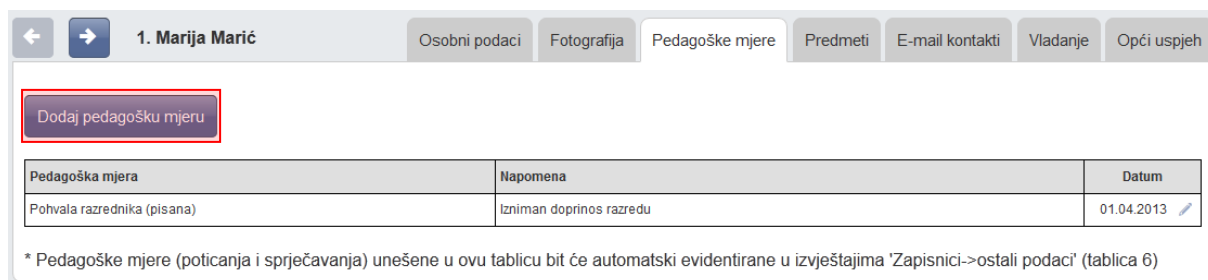 1. Marija Marić Osobni podaci Fotografija Pedagoške mjere Predmeti E-mail kontakti Vladanje Opći uspjeh
Dodaj pedagošku mjeru
Pedagoška mjera Napomena Datum
Pohvala razrednika (pisana) Izniman doprinos razredu 01.04.2013
* Pedagoške mjere (poticanja i sprječavanja) unešene u ovu tablicu bit će automatski evidentirane u izvještajima 'Zapisnici->ostali podaci' (tablica 6)